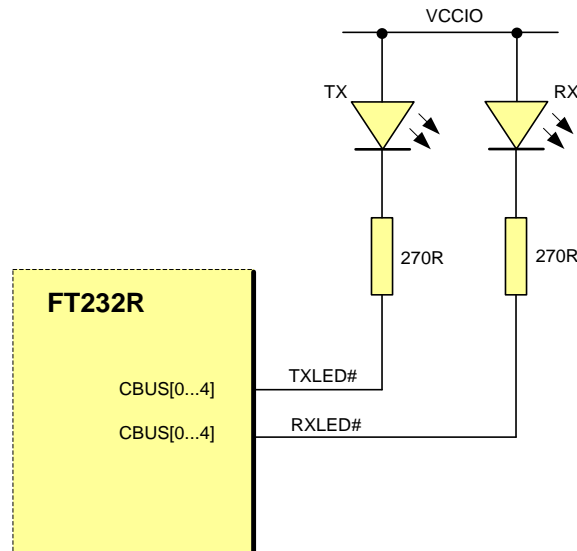 VCCIO
TX
RX
270R
270R
FT232R
TXLED#
CBUS[0...4]
RXLED#
CBUS[0...4]